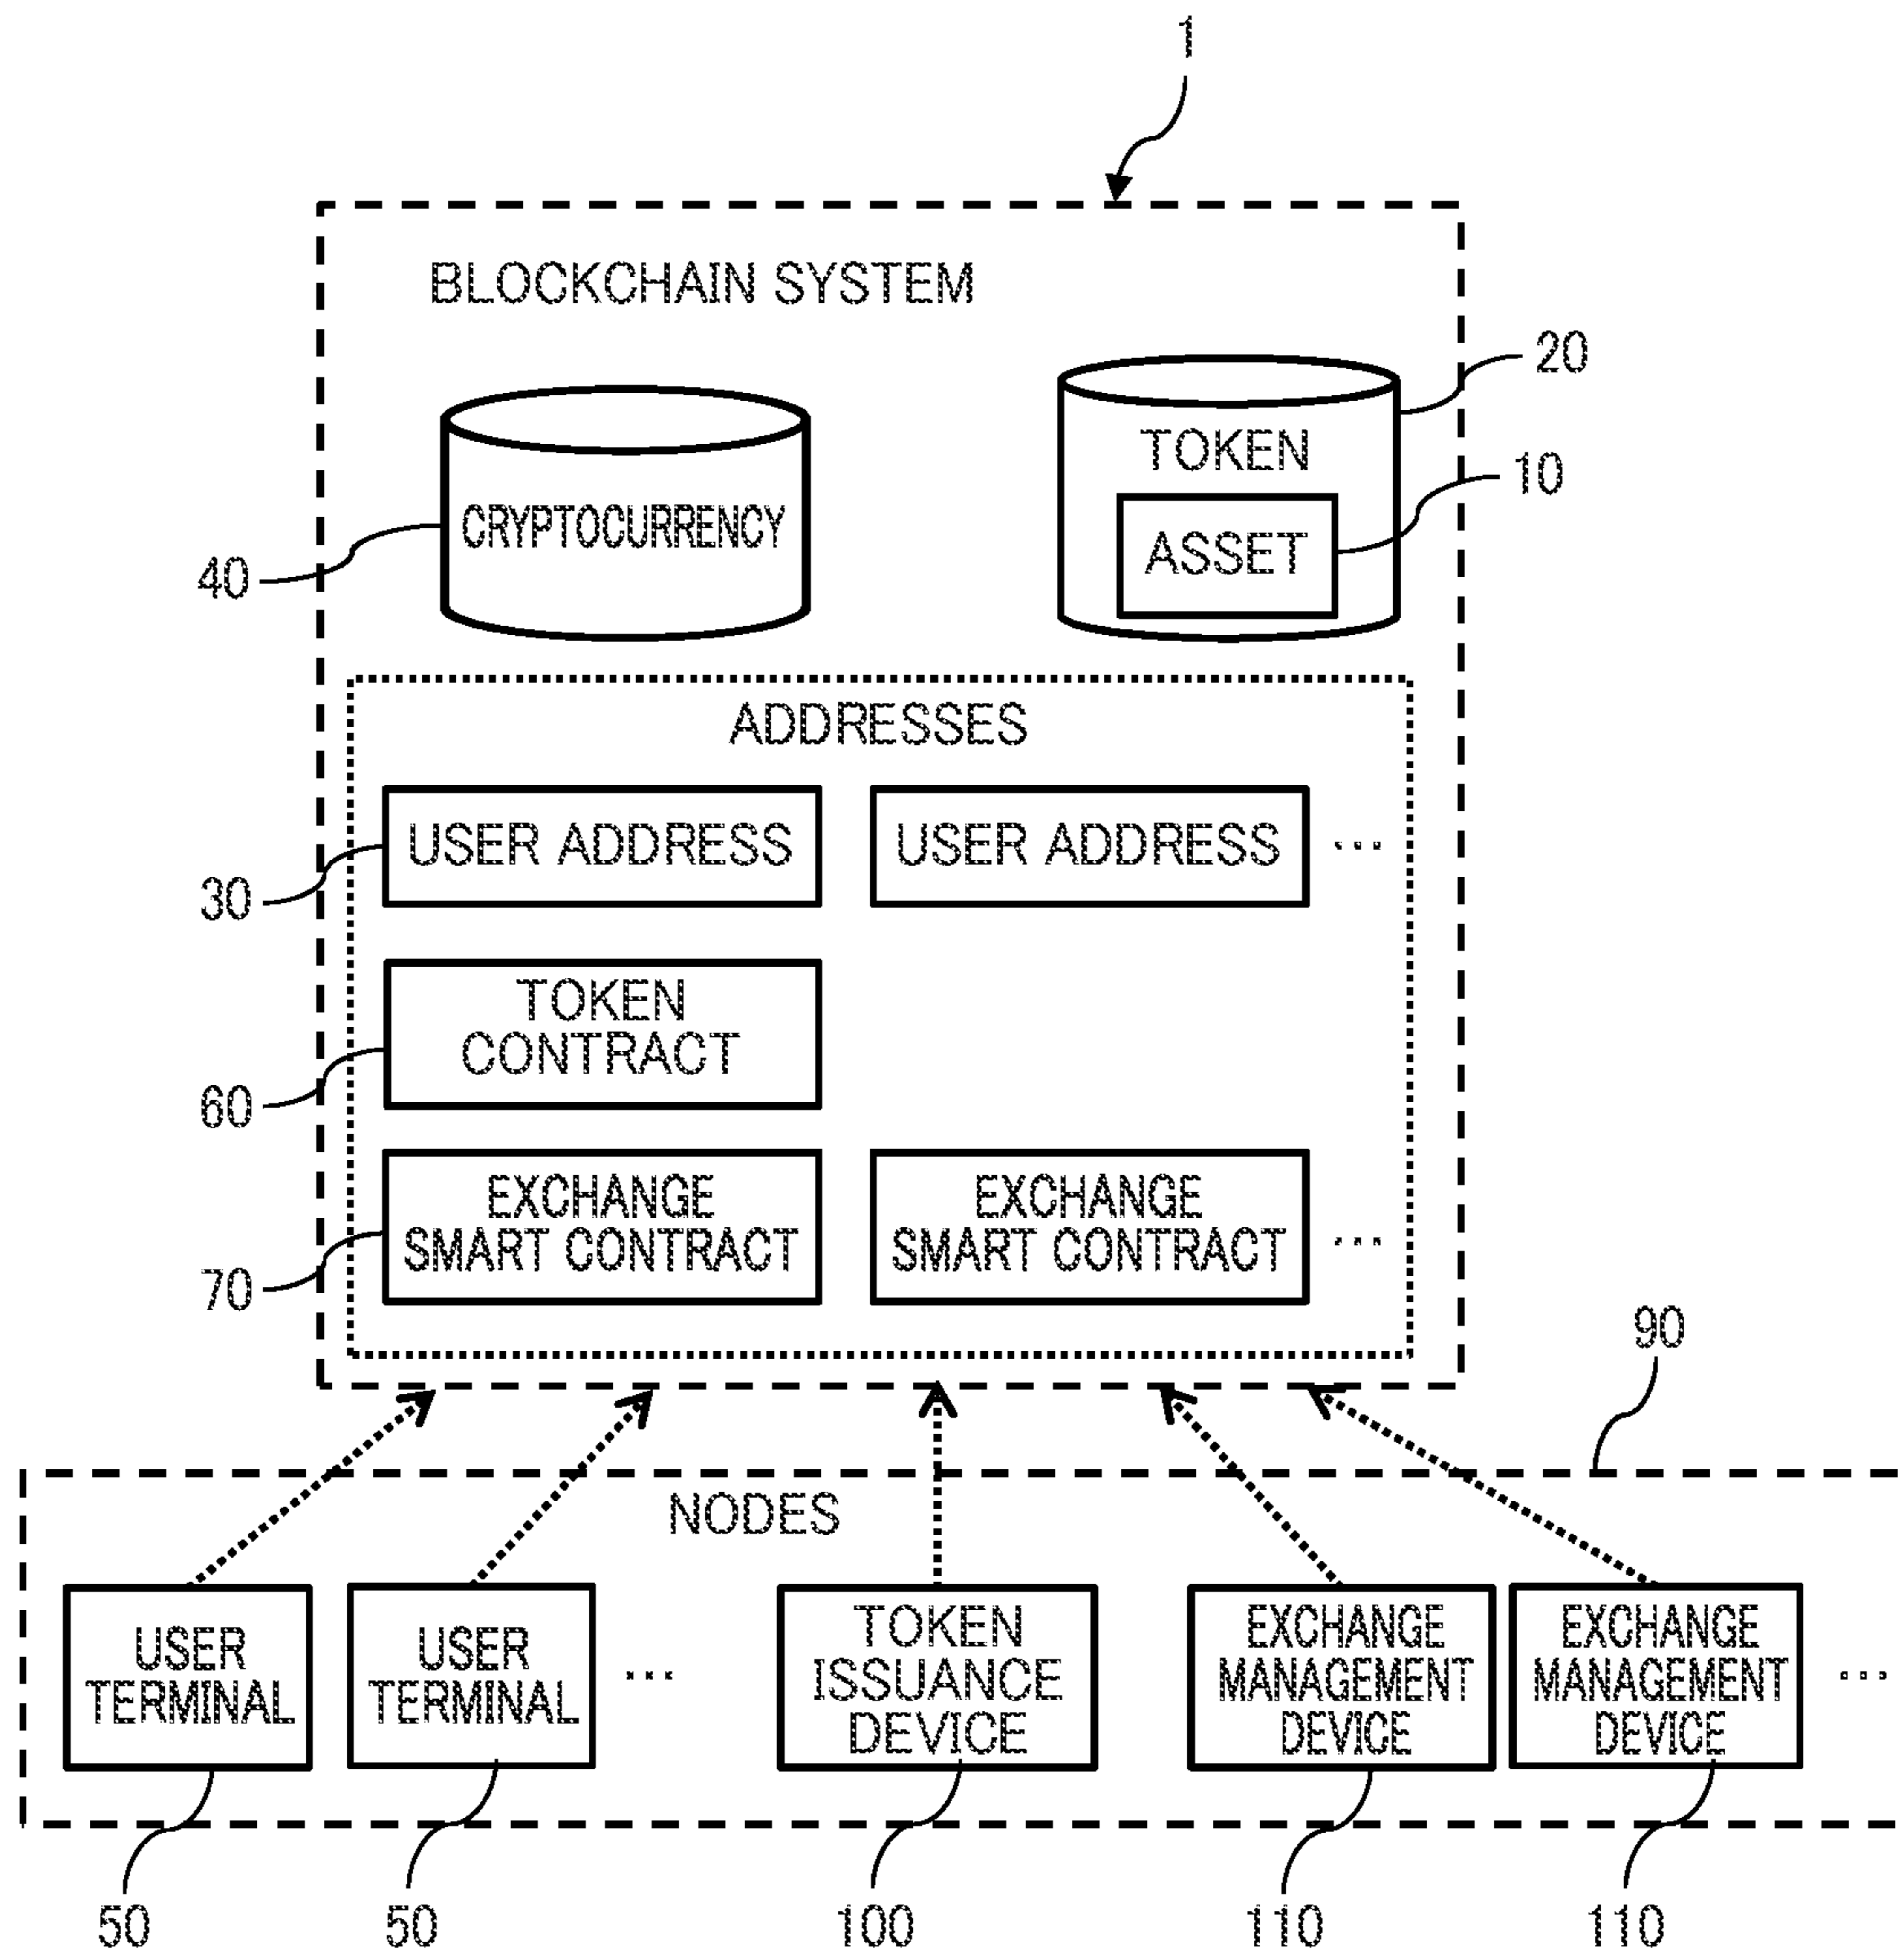 1
BLOCKCHAIN SYSTEM
20
TOKEN
10
ASSET
CRYPTOCURRENCY
40
ADDRESSES
USER ADDRESS
USER ADDRESS
...
30
TOKEN
CONTRACT
60
EXCHANGE
SMART CONTRACT
EXCHANGE
SMART CONTRACT
...
70
90
NODES
USER
TERMINAL
USER
TERMINAL
...
TOKEN
ISSUANCE
DEVICE
EXCHANGE
MANAGEMENT
DEVICE
EXCHANGE
MANAGEMENT
DEVICE
...
50
50
100
110
110